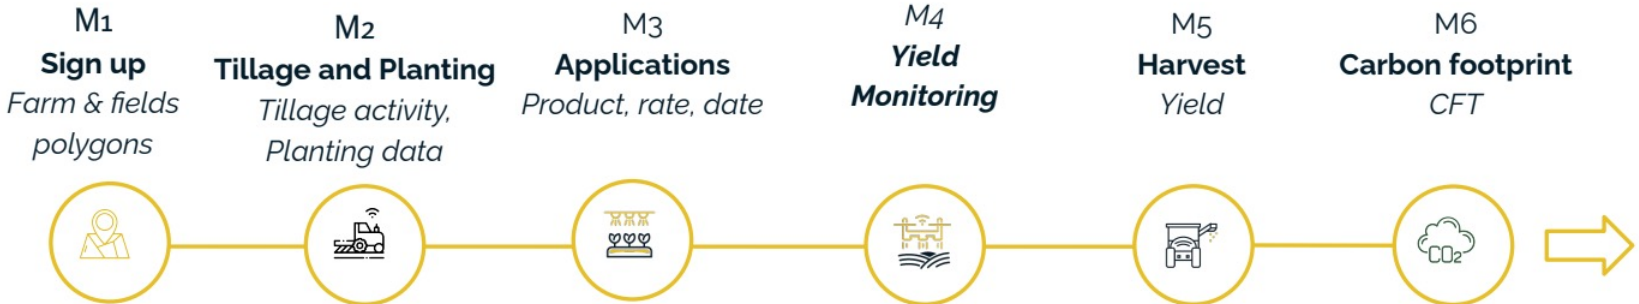 M1
Sign up
Farm & fields
polygons
M2
Tillage and Planting
Tillage activity,
Planting data
M3
Applications
Product, rate, date
M4
Yield
Monitoring
M5
Harvest
Yield
M6
Carbon footprint
CFT
CO2